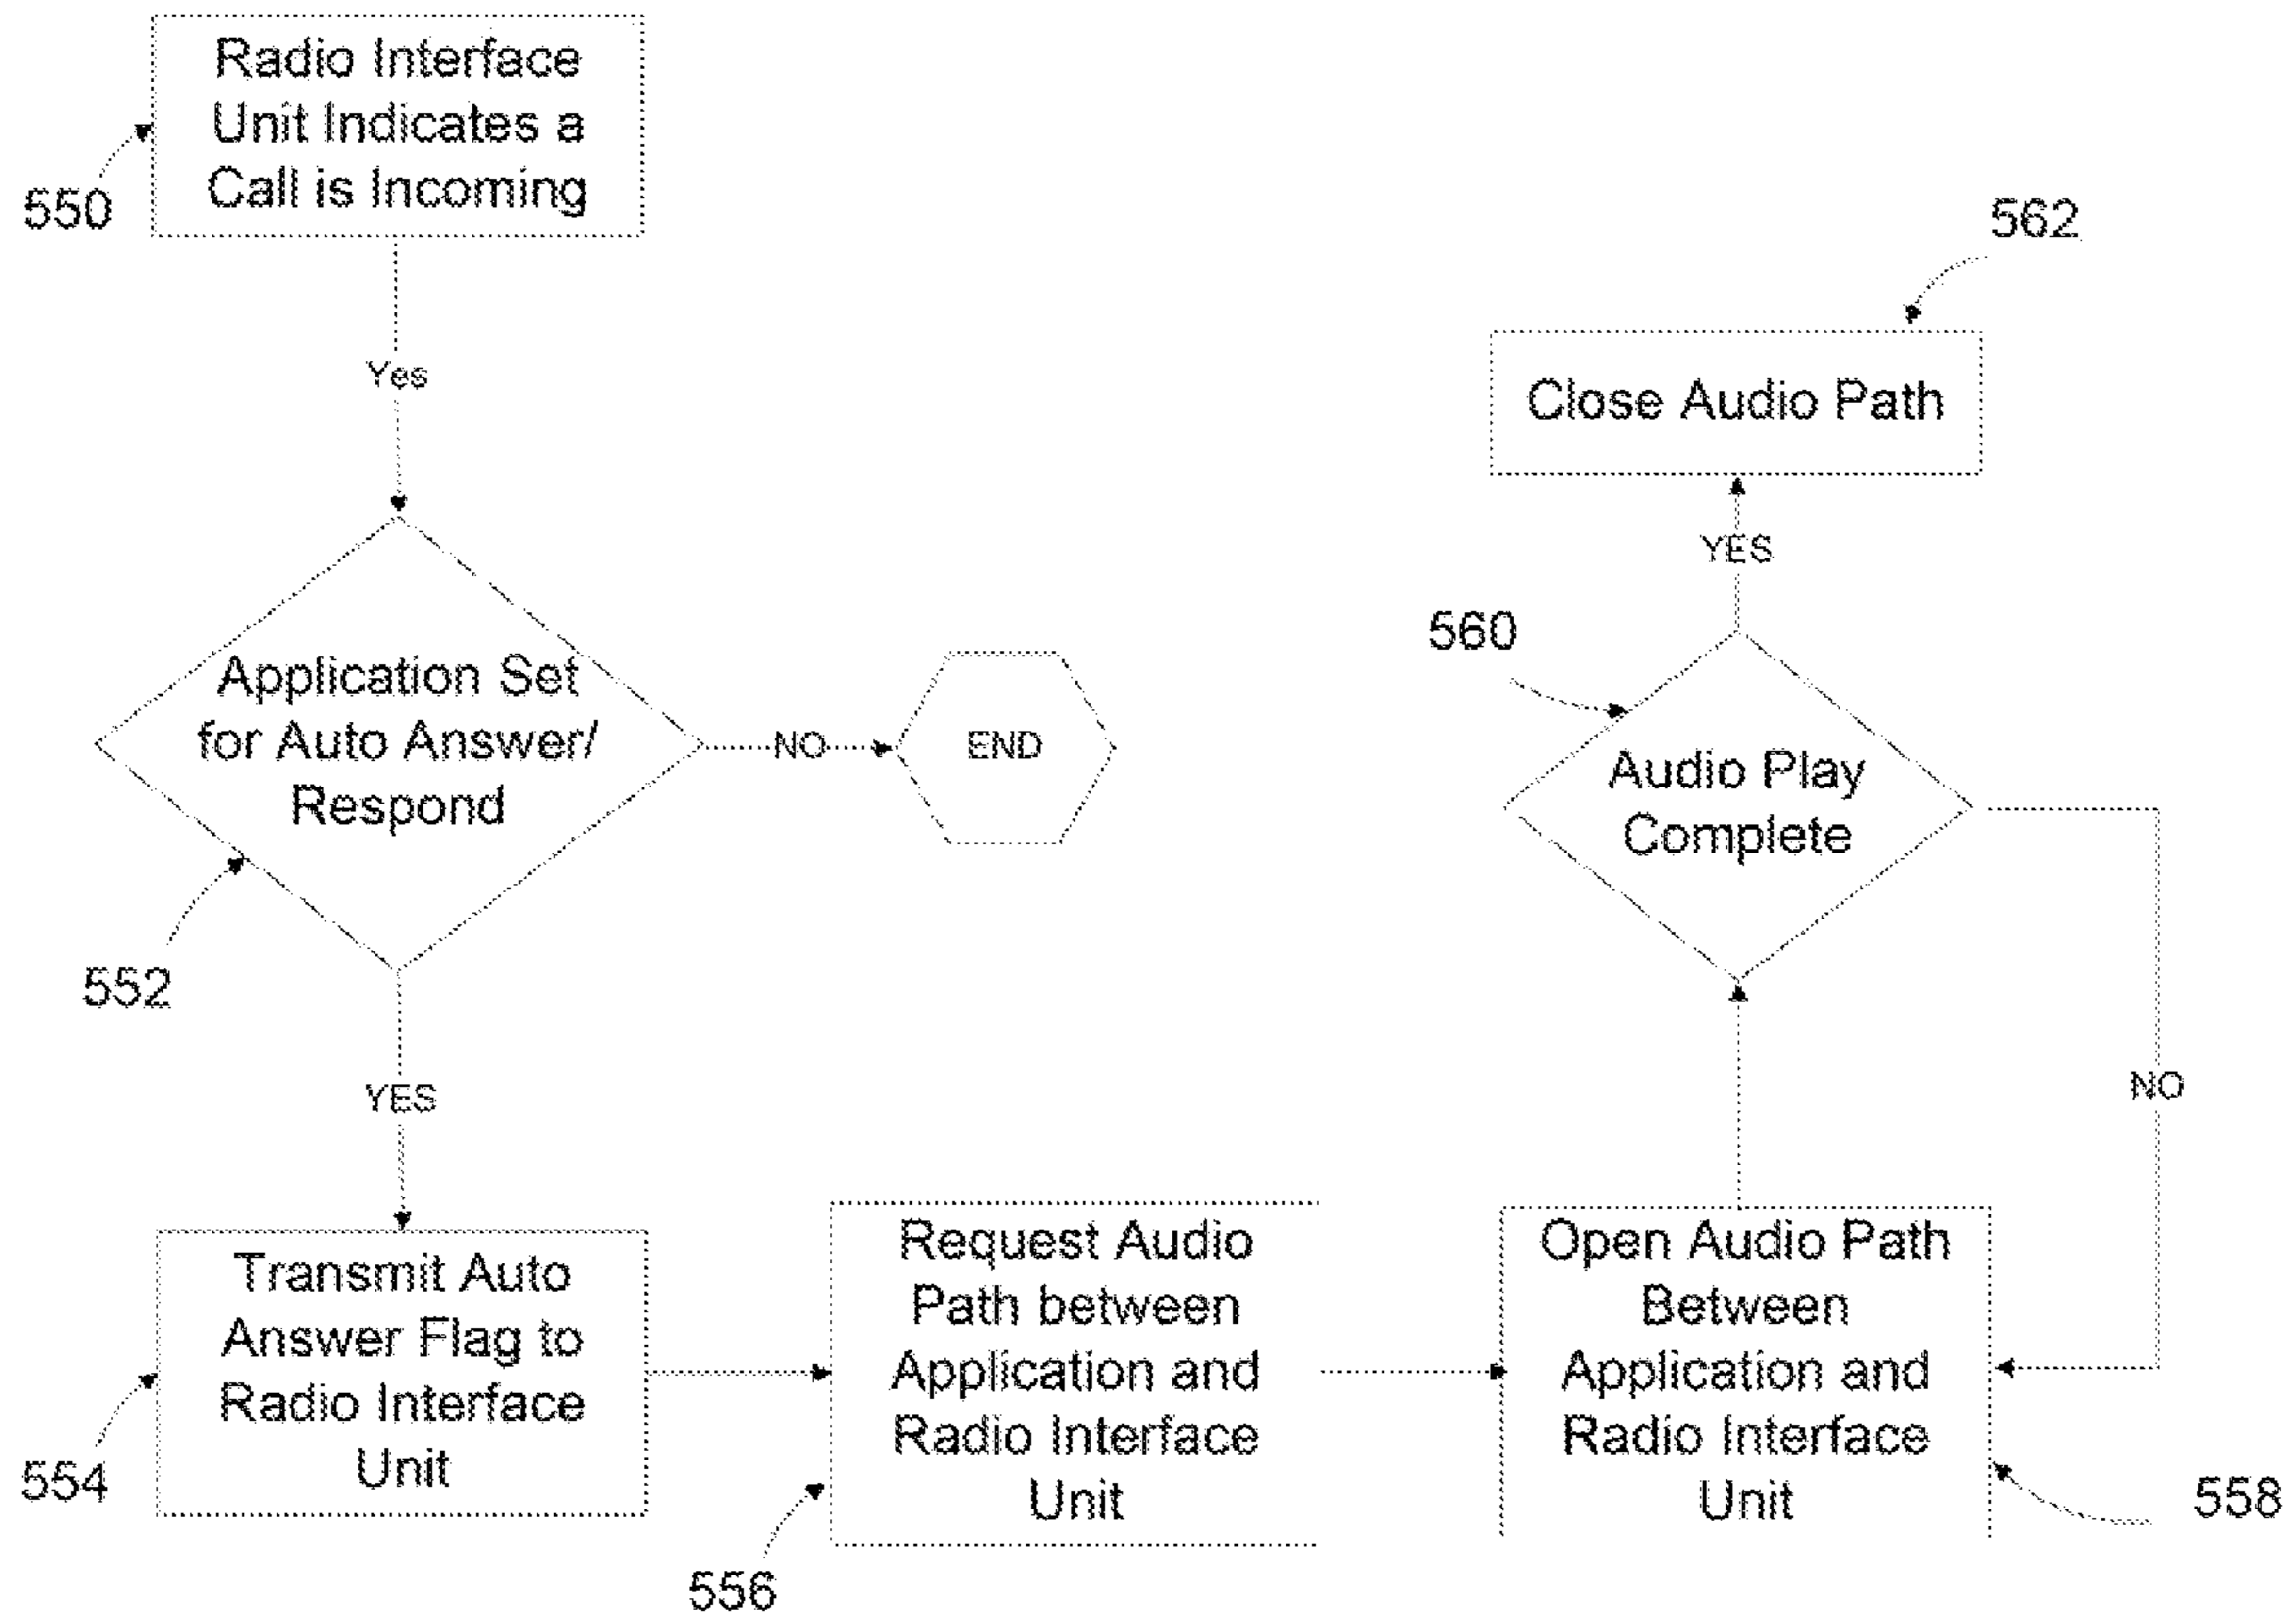 Radio Interface
Unit Indicates a
Call is Incoming
550
Yes
Application Set
for Auto Answer/
Respond
552
NO
END
YES
Transmit Auto
Answer Flag to
Radio Interface
Unit
554
Request Audio
Path between
Application and
Radio Interface
Unit
556
Open Audio Path
Between
Application and
Radio Interface
Unit
558
NO
Audio Play
Complete
560
YES
Close Audio Path
562